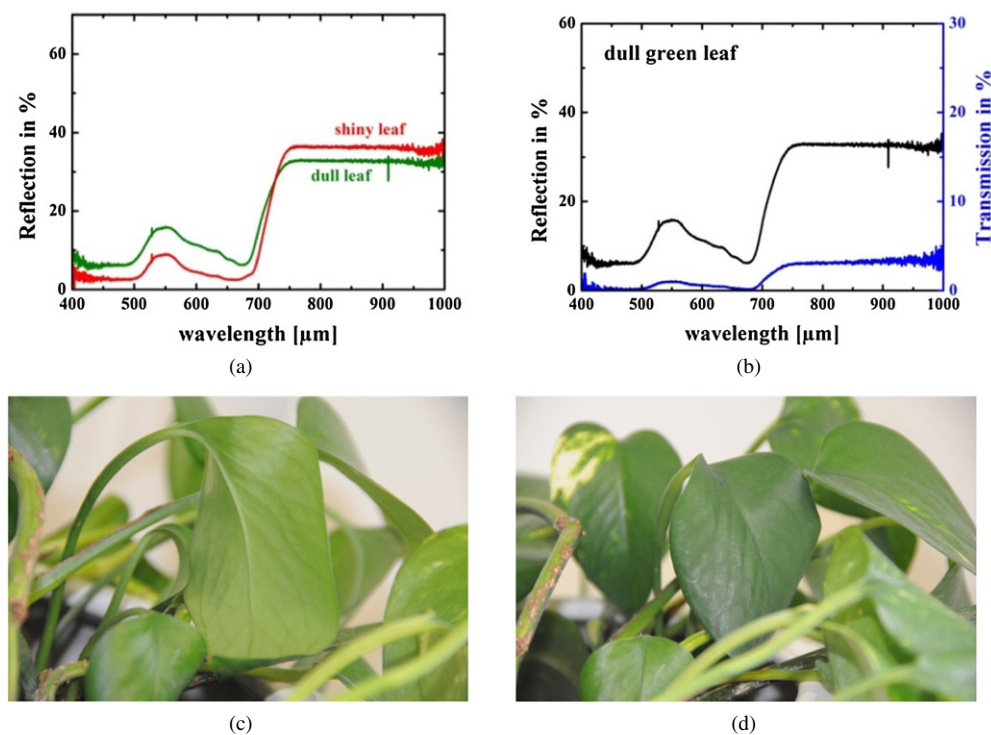 60
40
20
0
Reflection in %
shiny leaf
dull leaf
400 500 600 700 800 900 1000
wavelength [µm]
(a)
60
40
20
0
Reflection in %
dull green leaf
30
20
10
0
Transmission in %
400 500 600 700 800 900 1000
wavelength [µm]
(b)
(c)
(d)